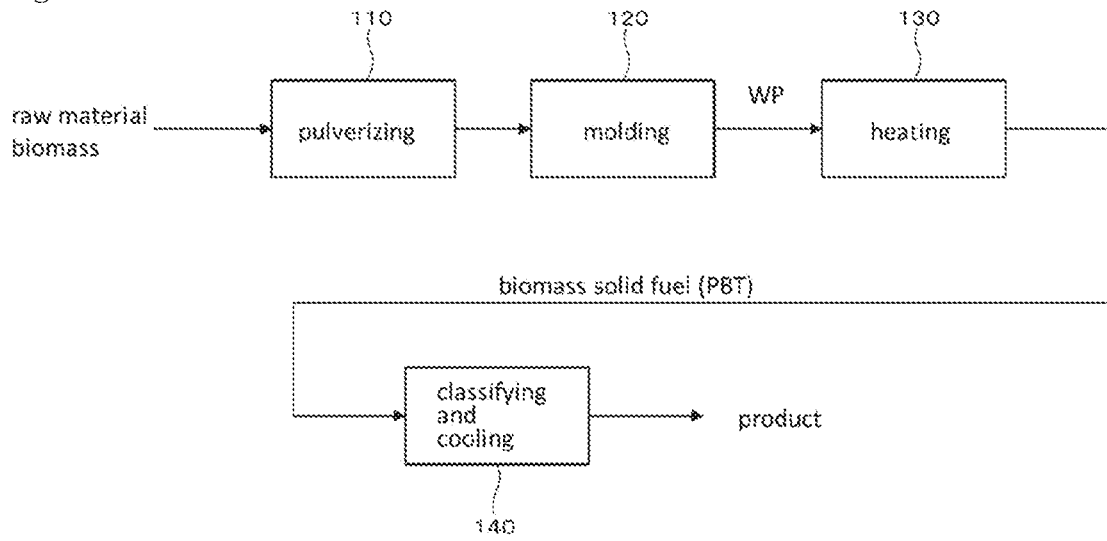 110
120
130
raw material
biomass
pulverizing
molding
WP
heating
biomass solid fuel (PBT)
classifying
and
cooling
product
140